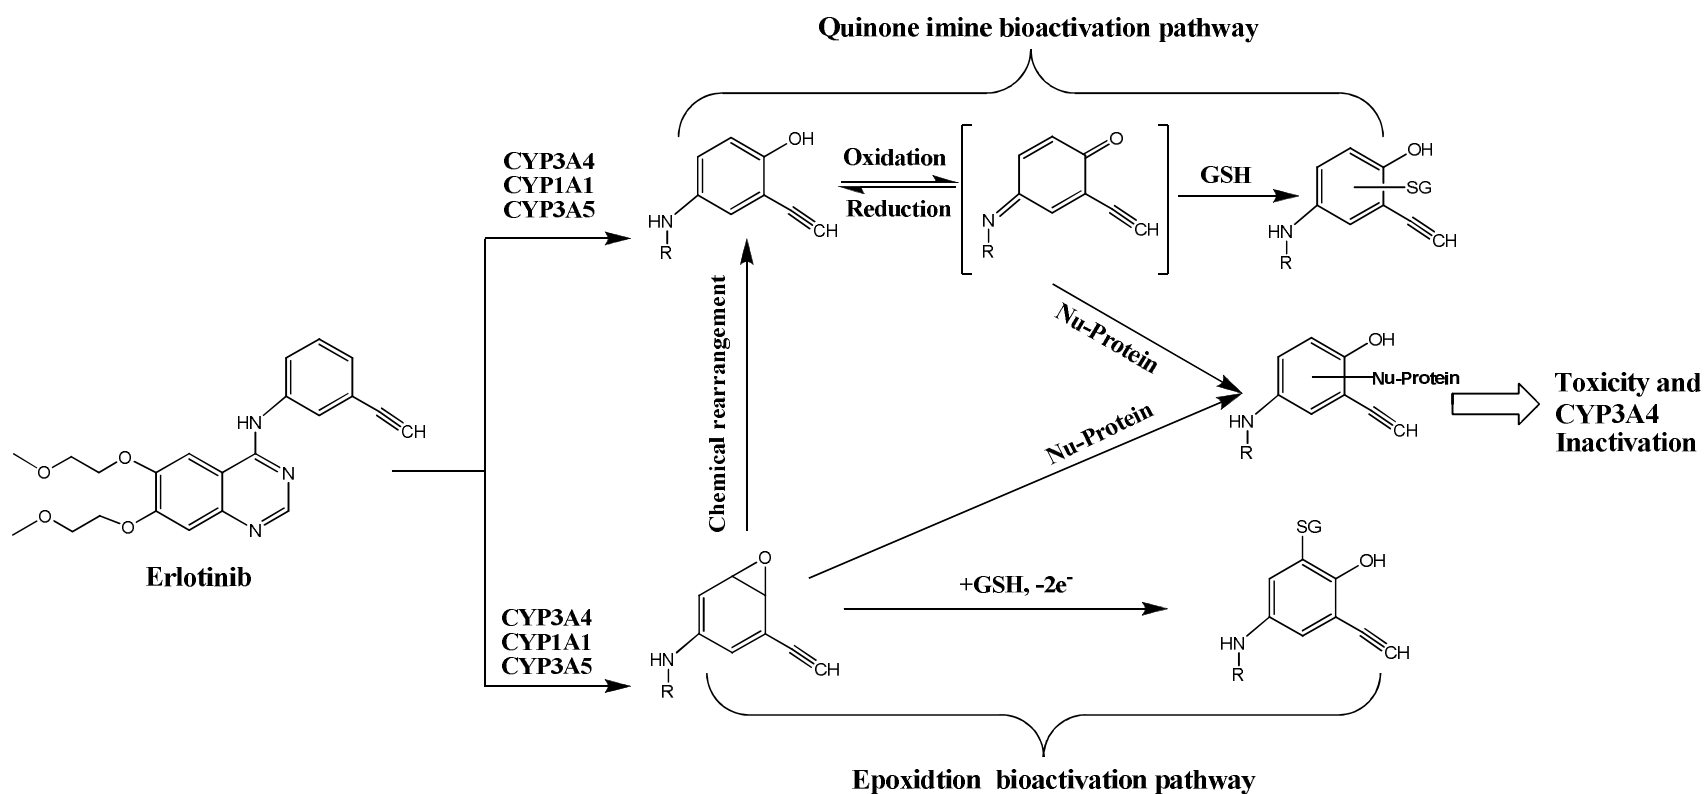 Quinone imine bioactivation pathway
CYP3A4
CYP1A1
CYP3A5
OH
HN
R
CH
Oxidation
Reduction
O
N
R
CH
GSH
OH
SG
HN
R
CH
Chemical rearrangement
Nu-Protein
Nu-Protein
OH
Nu-Protein
HN
R
CH
Toxicity and
CYP3A4
Inactivation
HN
CH
O
O
N
O
O
N
Erlotinib
CYP3A4
CYP1A1
CYP3A5
O
HN
R
CH
+GSH, -2e-
SG
OH
HN
R
CH
Epoxidtion bioactivation pathway